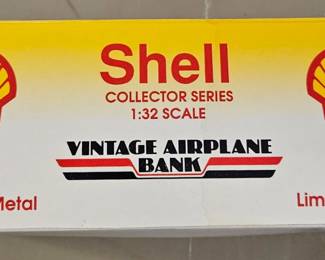 Shell
COLLECTOR SERIES
1:32 SCALE
VINTAGE AIRPLANE
BANK
Metal
Lim